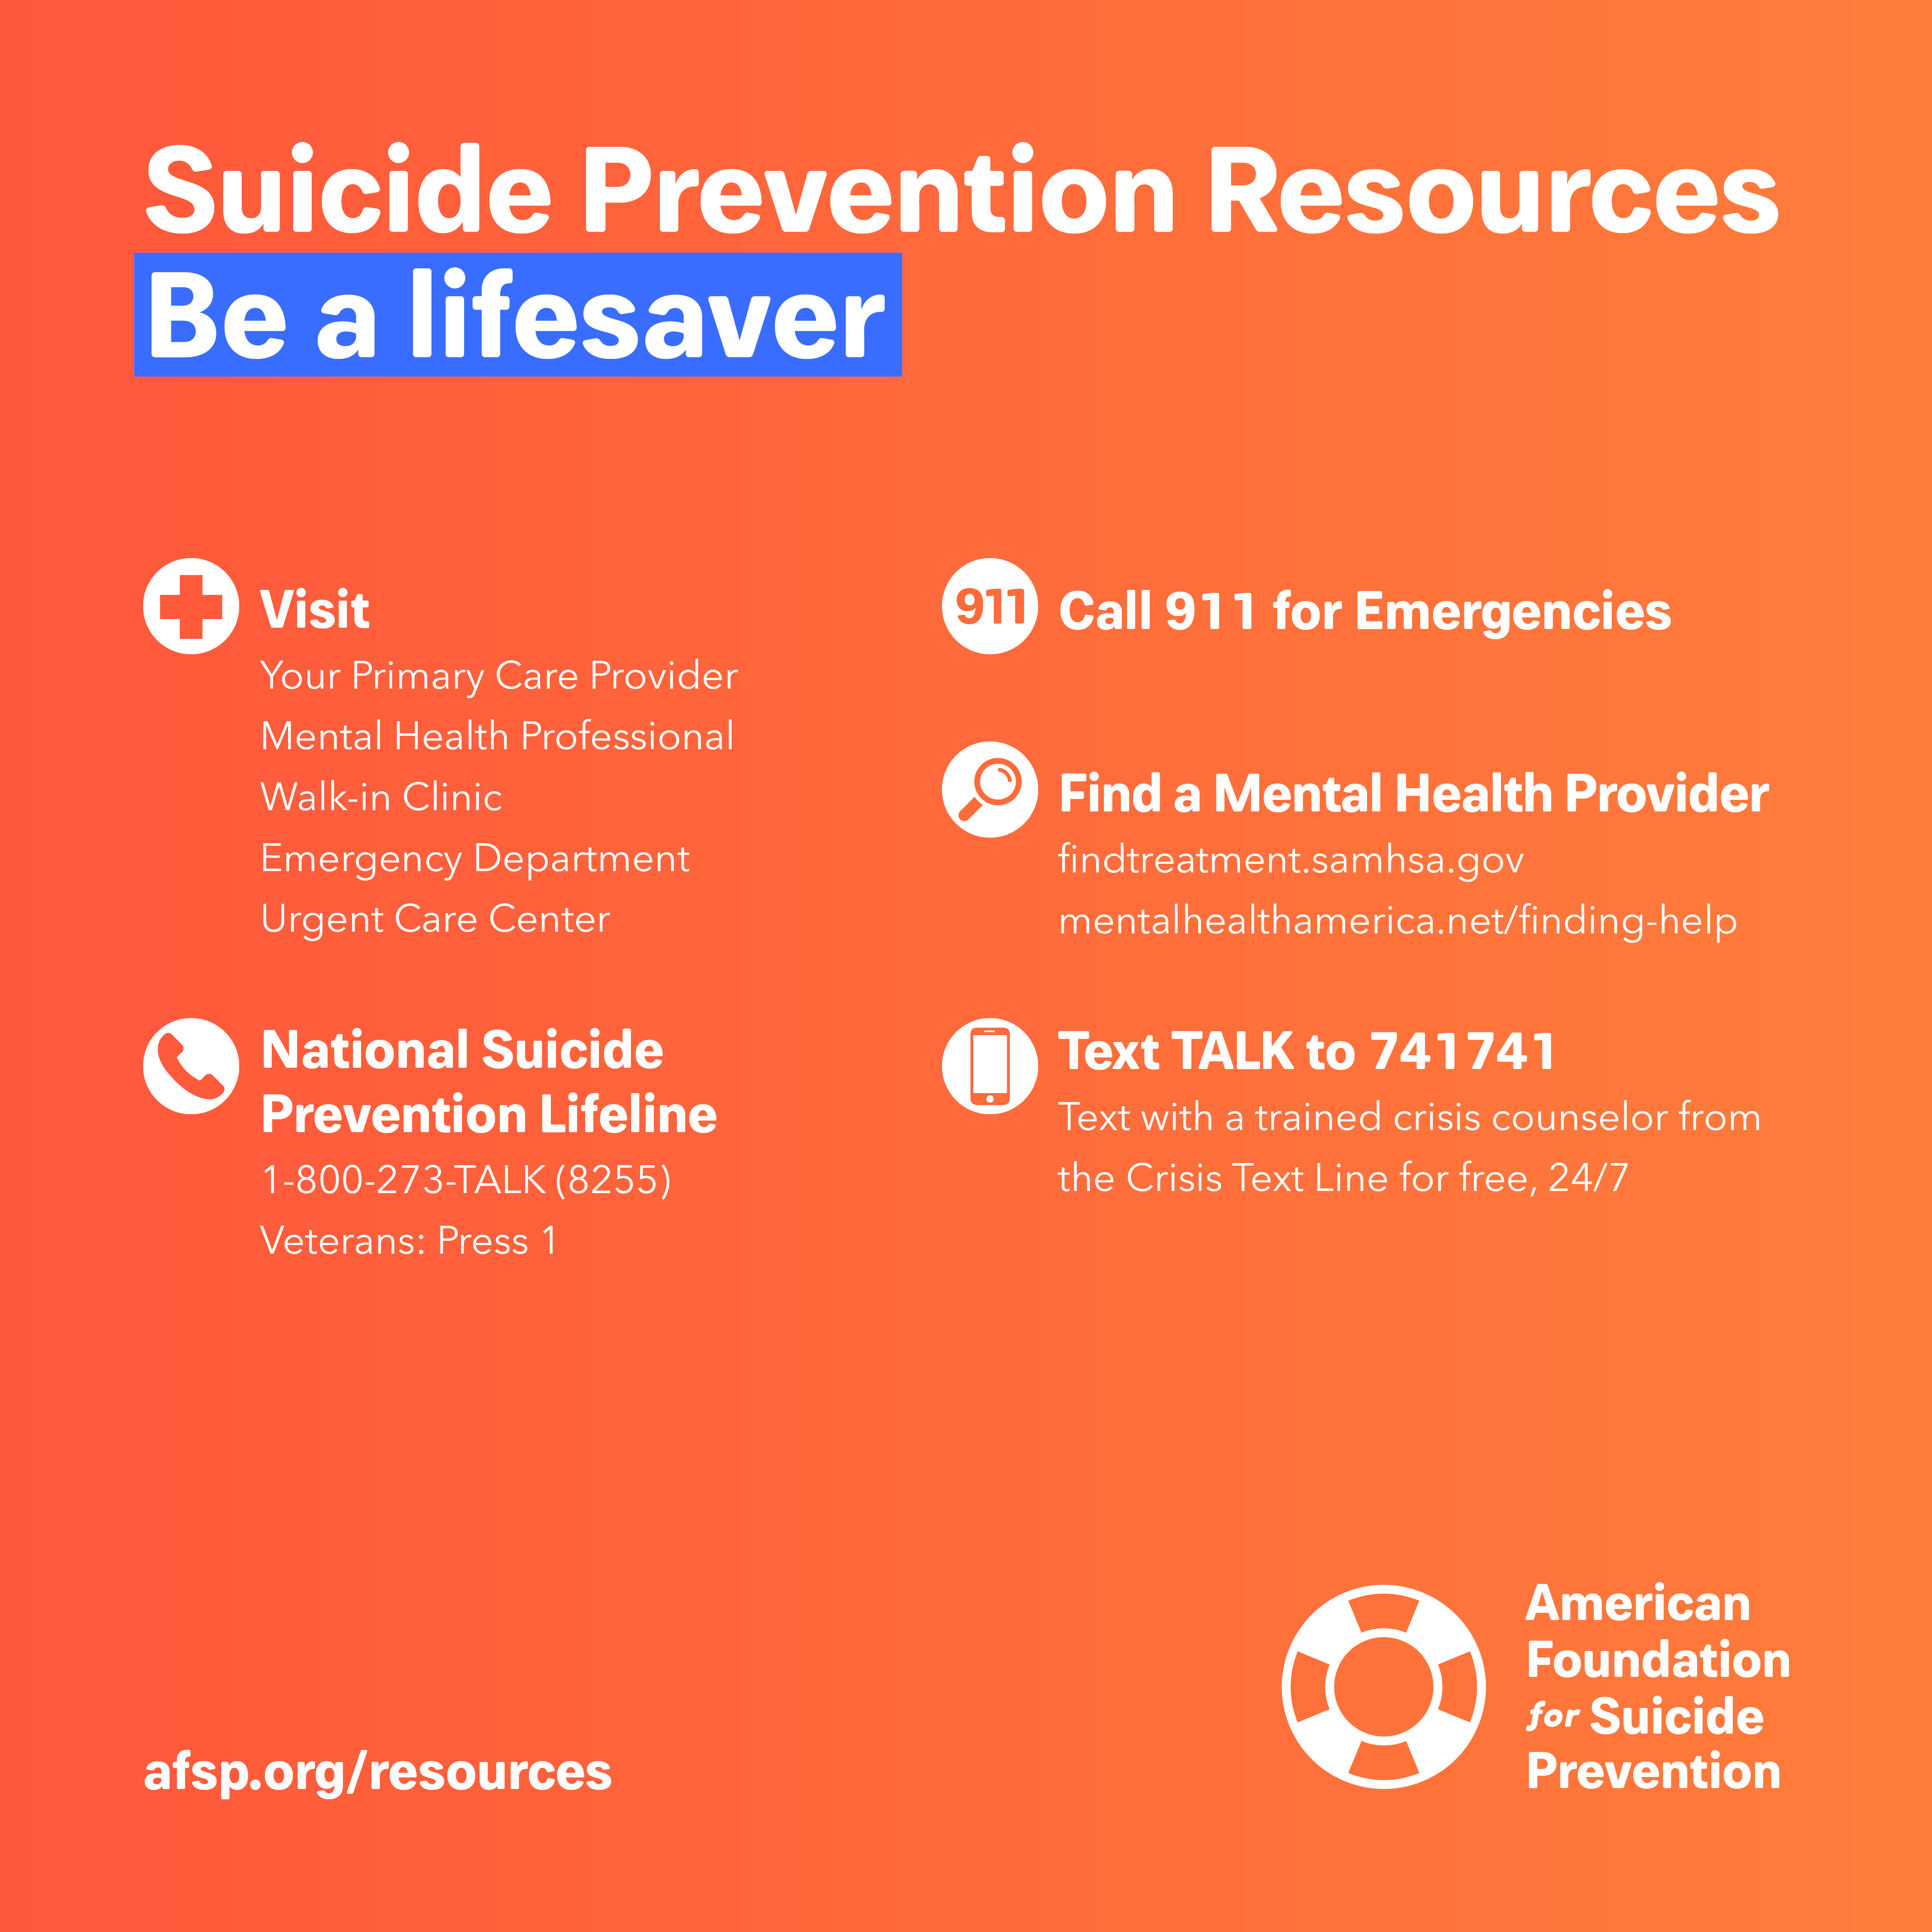 Suicide Prevention Resources
Be a lifesaver
Visit
Your Primary Care Provider
Mental Health Professional
Walk-in Clinic
Emergency Department
Urgent Care Center
National Suicide
Prevention Lifeline
1-800-273-TALK (8255)
Veterans: Press 1
911
Call 911 for Emergencies
Find a Mental Health Provider
findtreatment.samhsa.gov
mentalhealthamerica.net/finding-help
Text TALK to 741741
Text with a trained crisis counselor from
the Crisis Text Line for free, 24/7
afsp.org/resources
American
Foundation
for Suicide
Prevention